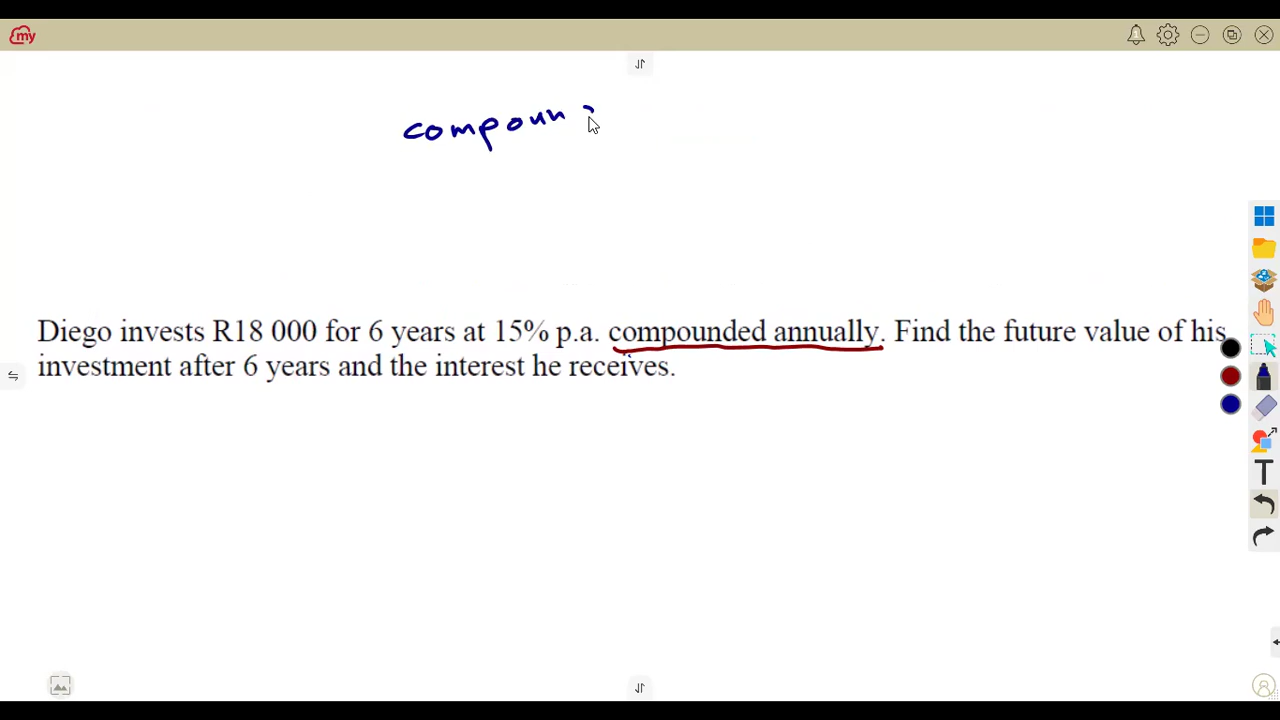 my
compoun
Diego invests R18 000 for 6 years at 15% p.a. compounded annually. Find the future value of his
investment after 6 years and the interest he receives.
T